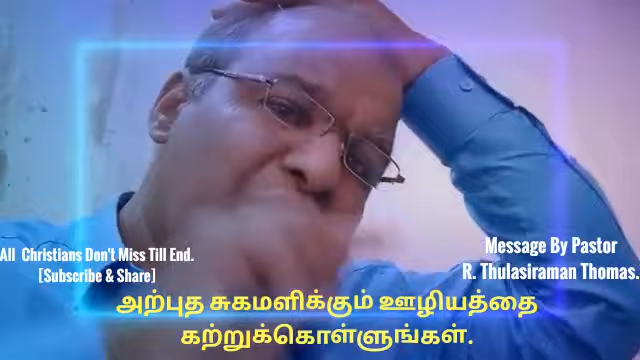 All Christians Don't Miss Till End.
[Subscribe & Share]
Message By Pastor
R. Thulasiraman Thomas.
அற்புத சுகமளிக்கும் ஊழியத்தை
கற்றுக்கொள்ளுங்கள்.